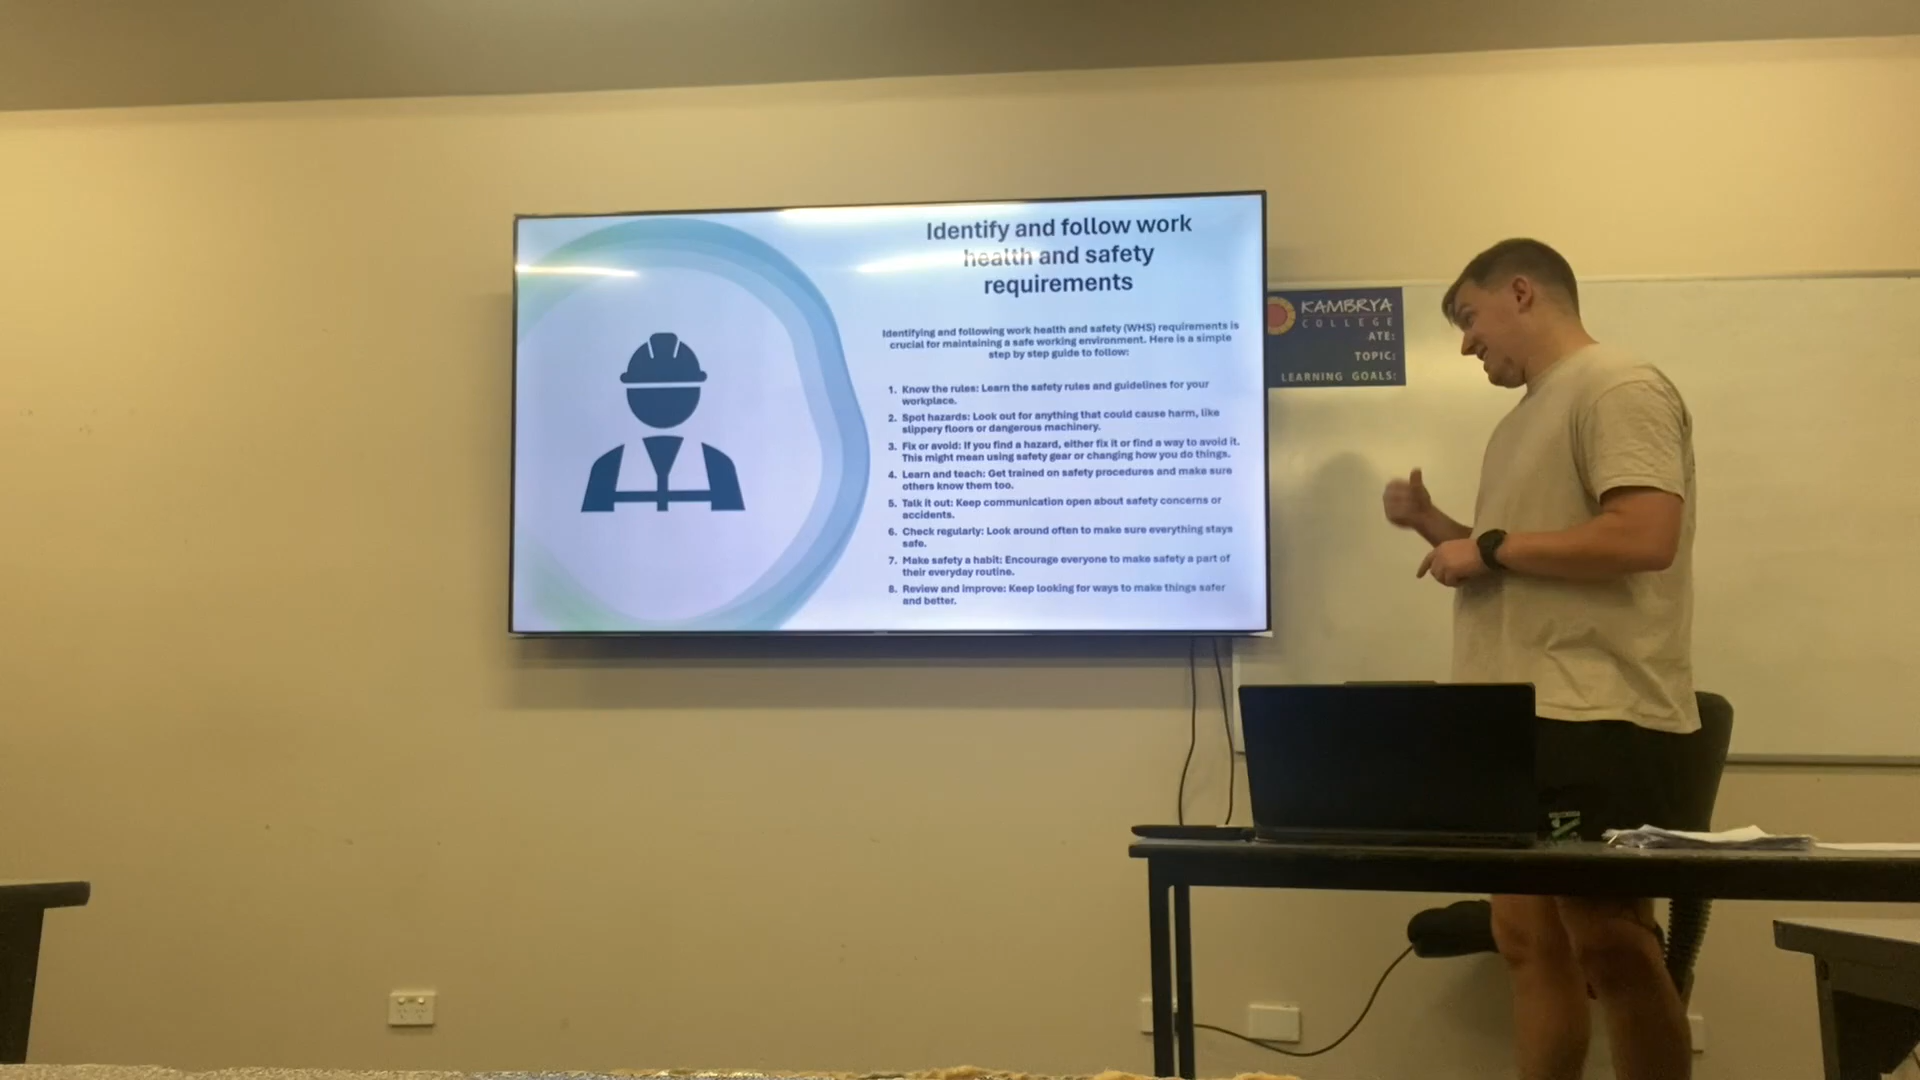 Identify and follow work
health and safety
requirements
Identifying and following work health and safety (WHS) requirements is
crucial for maintaining a safe working environment. Here is a simple
step by step guide to follow:
1. Know the rules: Learn the safety rules and guidelines for your
workplace.
2. Spot hazards: Look out for anything that could cause harm, like
slippery floors or dangerous machinery.
3. Fix or avoid: If you find a hazard, either fix it or find a way to avoid it.
This might mean using safety gear or changing how you do things.
4. Learn and teach: Get trained on safety procedures and make sure
others know them too.
5. Talk it out: Keep communication open about safety concerns or
accidents.
6. Check regularly: Look around often to make sure everything stays
safe.
7. Make safety a habit: Encourage everyone to make safety a part of
their everyday routine.
8. Review and improve: Keep looking for ways to make things safer
and better.
KAMBRYA
COLLEGE
ATE:
TOPIC:
LEARNING GOALS: